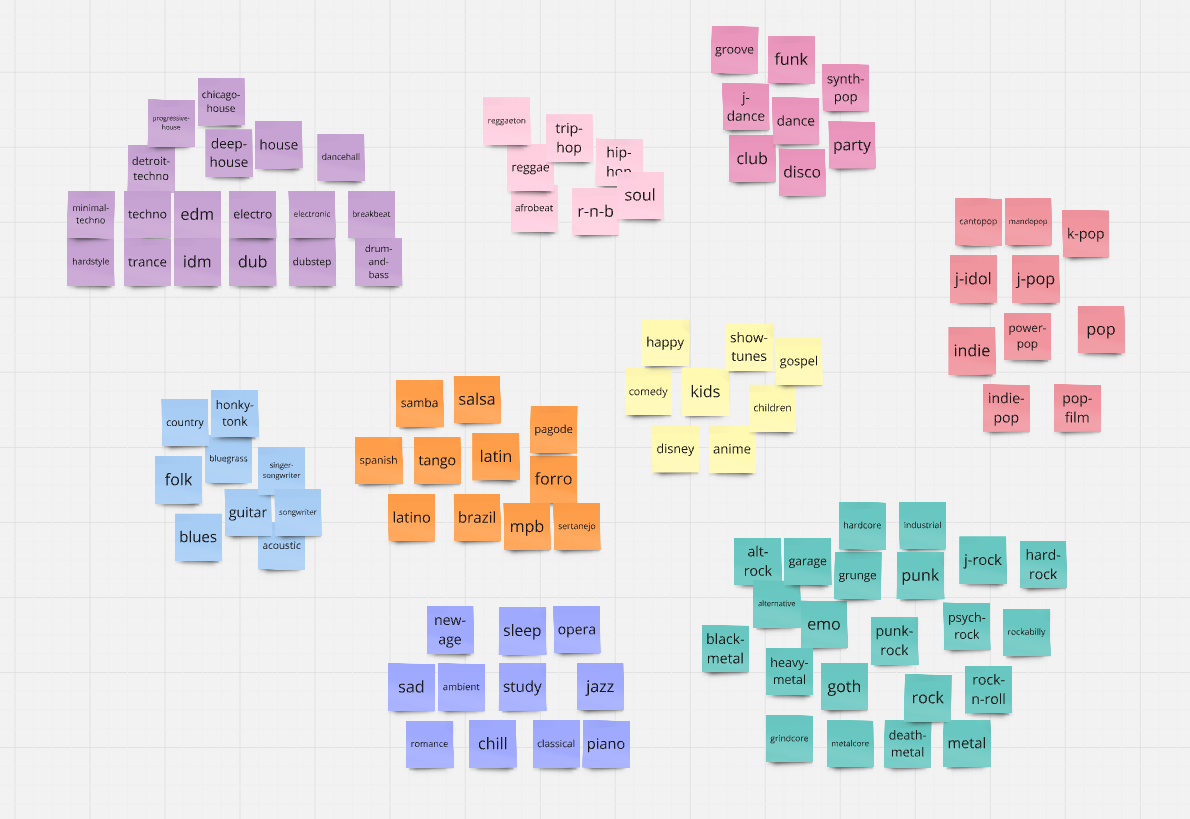 chicago-
house
progressive-
house
deep-
house
house
dancehall
detroit-
techno
minimal-
techno
techno
edm
electro
electronic
breakbeat
hardstyle
trance
idm
dub
dubstep
drum-
and-
bass
reggaeton
trip-
hop
hip-
hop
reggae
soul
afrobeat
r-n-b
groove
funk
synth-
pop
j-
dance
dance
party
club
disco
cantopop
mandopop
k-pop
j-idol
j-pop
indie
power-
pop
pop
indie-
pop
pop-
film
happy
show-
tunes
gospel
comedy
kids
children
disney
anime
country
honky-
tonk
bluegrass
folk
singer-
songwriter
guitar
songwriter
blues
acoustic
samba
salsa
pagode
spanish
tango
latin
forro
latino
brazil
mpb
sertanejo
new-
age
sleep
opera
sad
ambient
study
jazz
romance
chill
classical
piano
hardcore
industrial
alt-
rock
garage
grunge
punk
j-rock
hard-
rock
alternative
emo
black-
metal
punk-
rock
psych-
rock
rockabilly
heavy-
metal
goth
rock
rock-
n-roll
grindcore
metalcore
death-
metal
metal